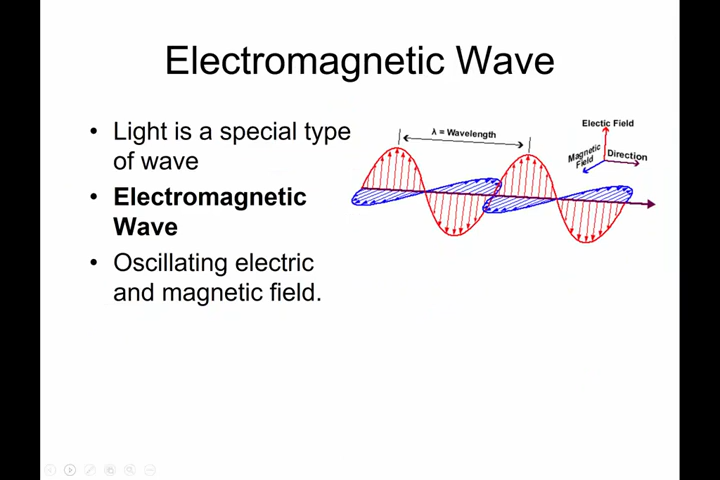 Electromagnetic Wave
• Light is a special type
of wave
• Electromagnetic
Wave
• Oscillating electric
and magnetic field.
λ = Wavelength
Electic Field
Magnetic
Field
Direction